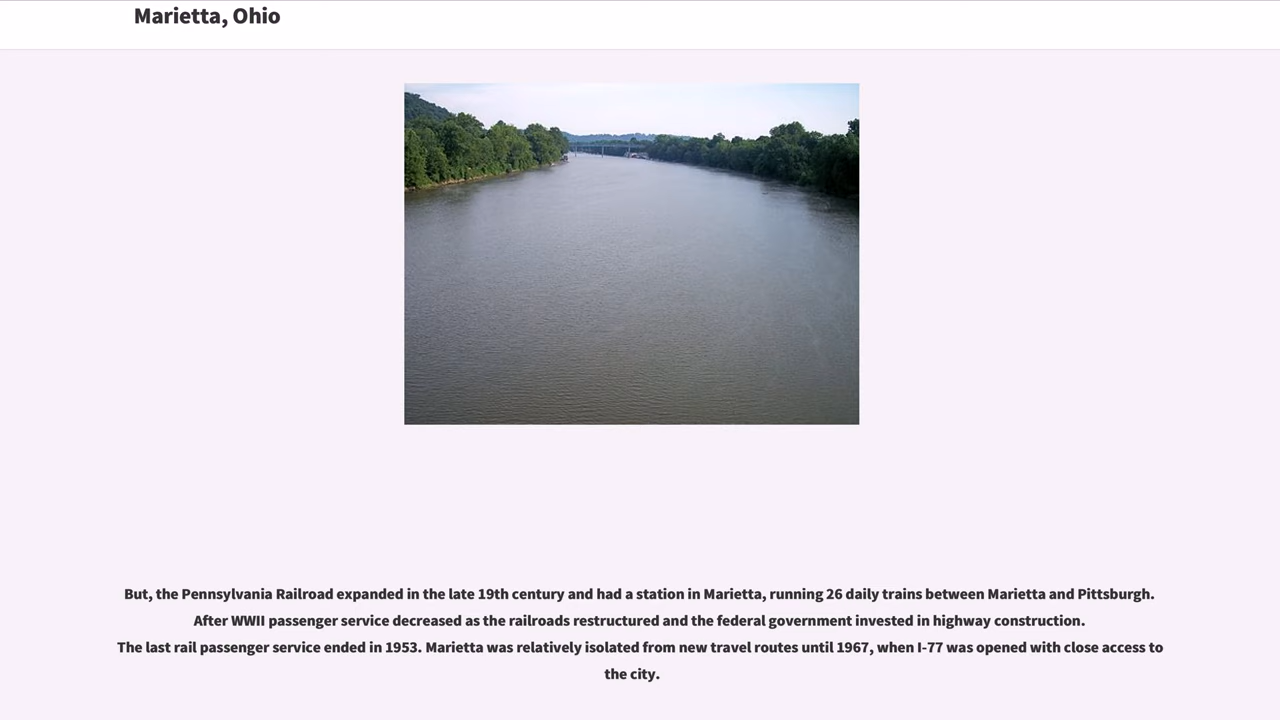 Marietta, Ohio
But, the Pennsylvania Railroad expanded in the late 19th century and had a station in Marietta, running 26 daily trains between Marietta and Pittsburgh.
After WWII passenger service decreased as the railroads restructured and the federal government invested in highway construction.
The last rail passenger service ended in 1953. Marietta was relatively isolated from new travel routes until 1967, when I-77 was opened with close access to
the city.